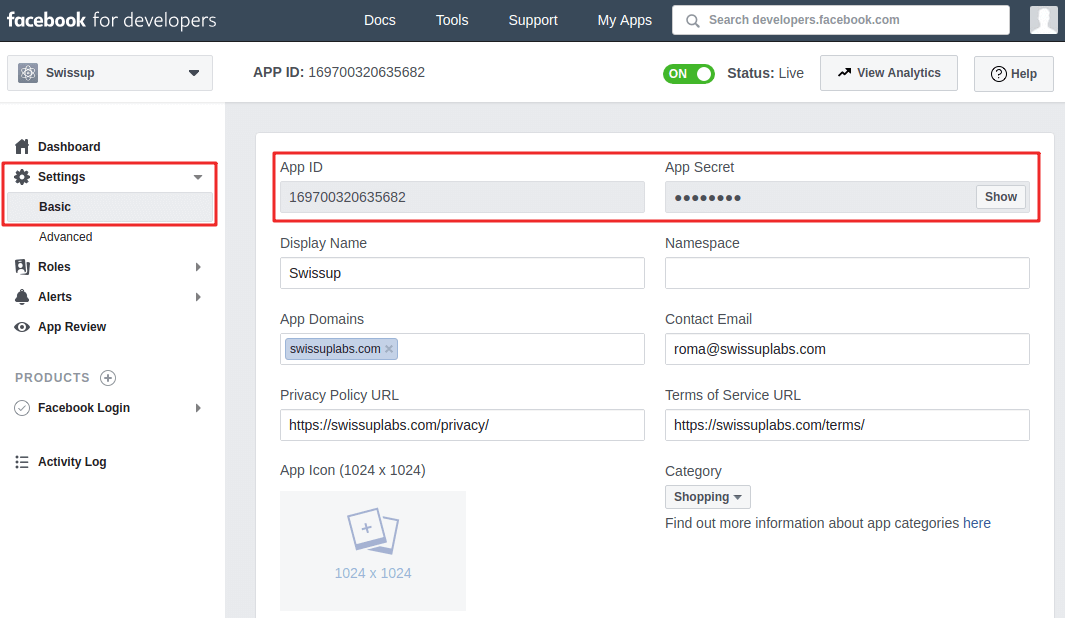 facebook for developers
Docs
Tools
Support
My Apps
Search developers.facebook.com
Swissup
APP ID: 169700320635682
ON
Status: Live
View Analytics
? Help
Dashboard
Settings
Basic
Advanced
Roles
Alerts
App Review
PRODUCTS
Facebook Login
Activity Log
App ID
169700320635682
App Secret
●●●●●●●●
Show
Display Name
Swissup
Namespace
App Domains
swissuplabs.com ×
Contact Email
roma@swissuplabs.com
Privacy Policy URL
https://swissuplabs.com/privacy/
Terms of Service URL
https://swissuplabs.com/terms/
App Icon (1024 x 1024)
1024 x 1024
Category
Shopping
Find out more information about app categories here